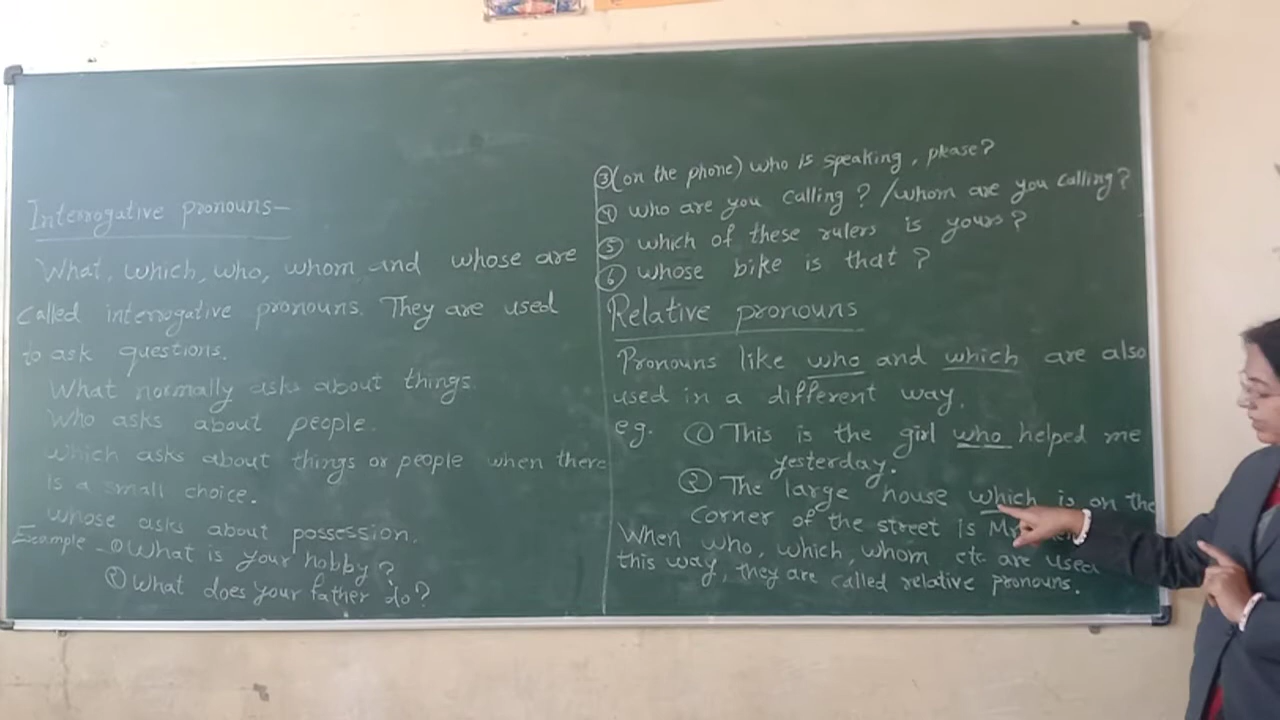 Interrogative pronouns—
What, which, who, whom and whose are
called interrogative pronouns. They are used
to ask questions.
What normally asks about things.
Who asks about people.
which asks about things or people when there
is a small choice.
whose asks about possession.
Example - ① What is your hobby?
② What does your father do?
③ (on the phone) who is speaking, please?
④ who are you calling? / whom are you calling?
⑤ which of these rulers is yours?
⑥ whose bike is that?
Relative pronouns
Pronouns like who and which are also
used in a different way.
eg. ① This is the girl who helped me
yesterday.
② The large house which is on the
corner of the street is
When who, which, whom etc are used
this way, they are called relative pronouns.